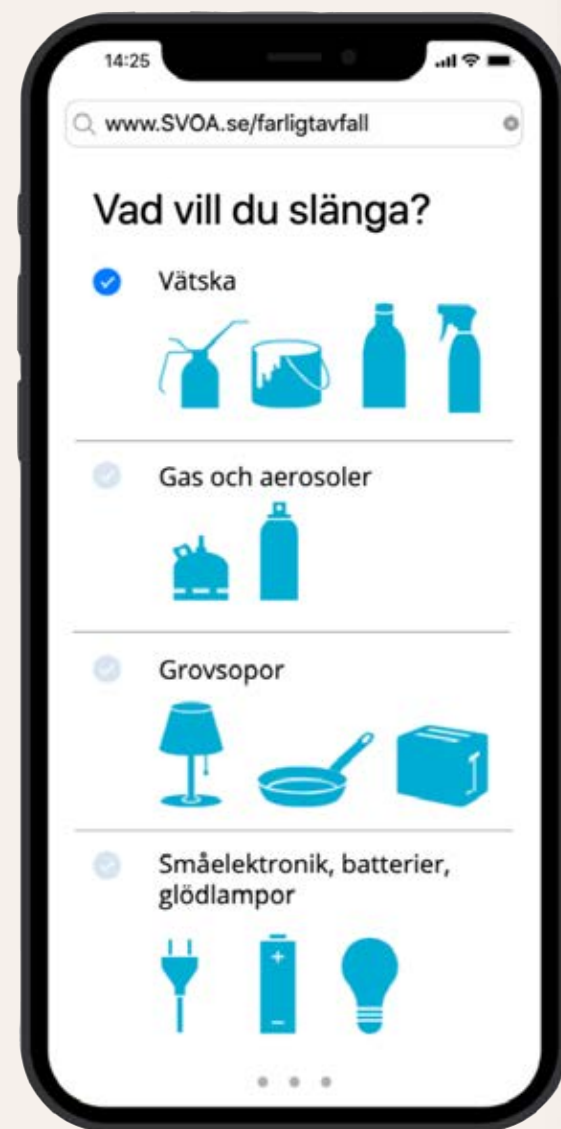 14:25
www.SVOA.se/farligtavfall
Vad vill du slänga?
Vätska
Gas och aerosoler
Grovsopor
Småelektronik, batterier,
glödlampor
+
–